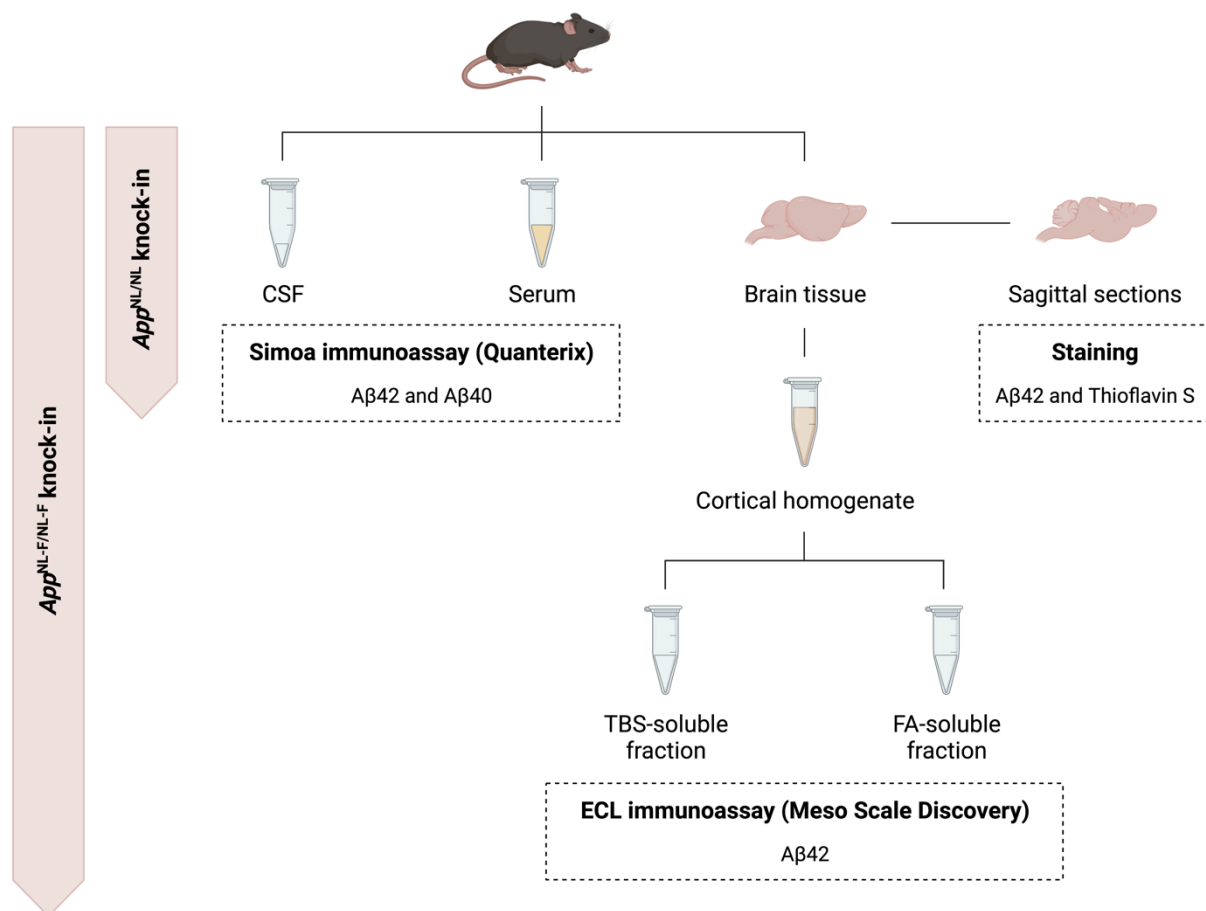 App^NL-F/NL-F knock-in
App^NL/NL knock-in
CSF
Serum
Brain tissue
Sagittal sections
Simoa immunoassay (Quanterix)
Aβ42 and Aβ40
Staining
Aβ42 and Thioflavin S
Cortical homogenate
TBS-soluble
fraction
FA-soluble
fraction
ECL immunoassay (Meso Scale Discovery)
Aβ42